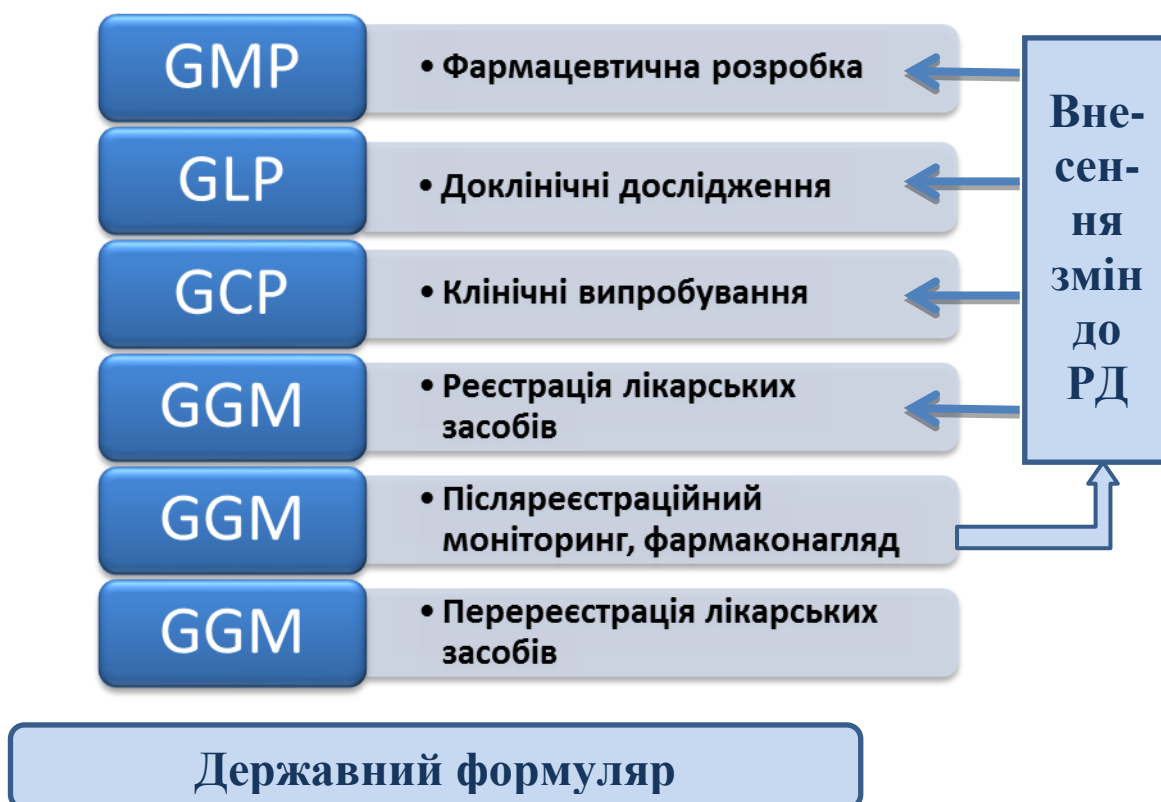 GMP
• Фармацевтична розробка
GLP
• Доклінічні дослідження
GCP
• Клінічні випробування
GGM
• Реєстрація лікарських
засобів
GGM
• Післяреєстраційний
моніторинг, фармаконагляд
GGM
• Перереєстрація лікарських
засобів
Вне-
сен-
ня
змін
до
РД
Державний формуляр